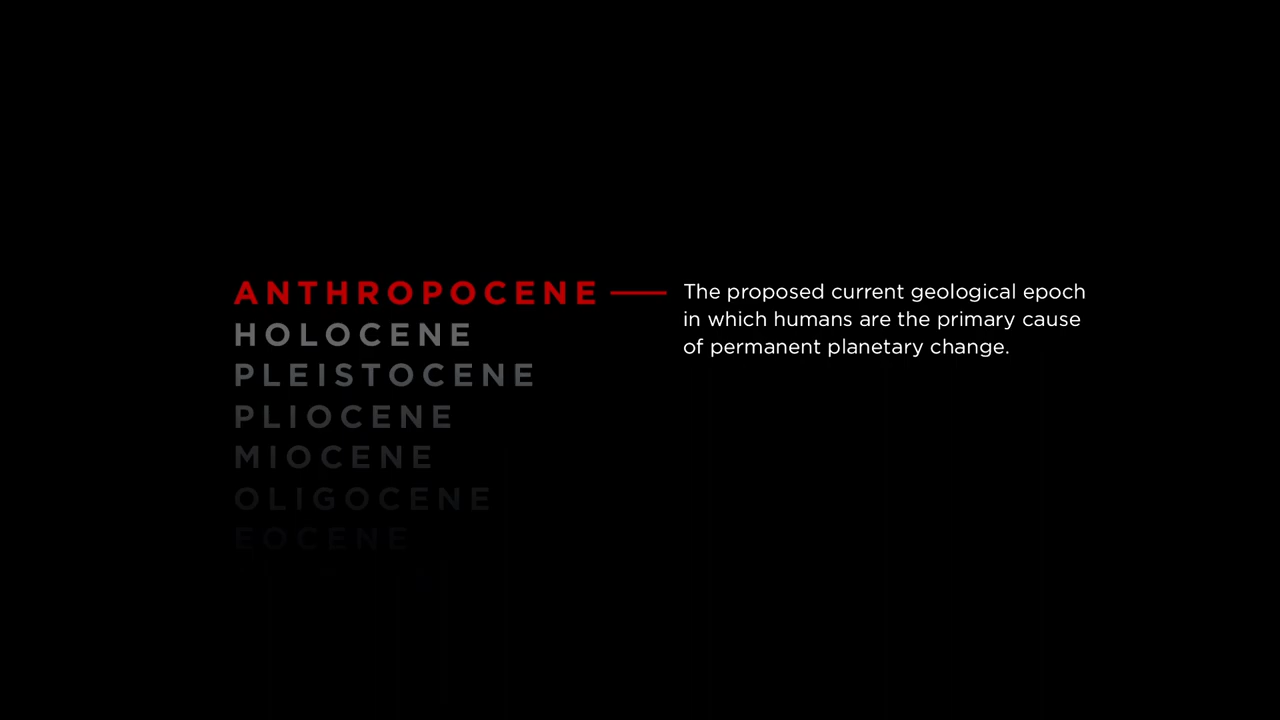 ANTHROPOCENE
The proposed current geological epoch
in which humans are the primary cause
of permanent planetary change.
HOLOCENE
PLEISTOCENE
PLIOCENE
MIOCENE
OLIGOCENE
EOCENE